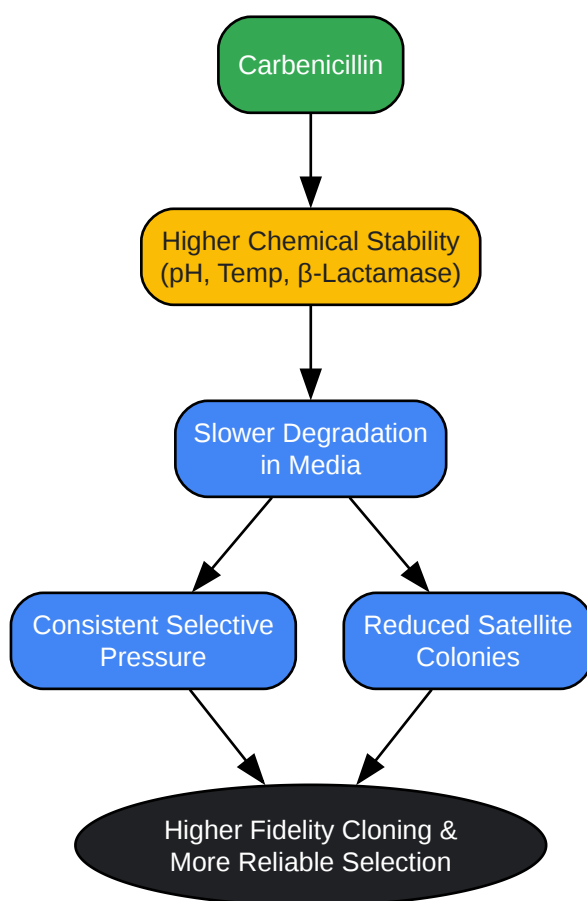 Carbenicillin
Higher Chemical Stability
(pH, Temp, β-Lactamase)
Slower Degradation
in Media
Consistent Selective
Pressure
Reduced Satellite
Colonies
Higher Fidelity Cloning &
More Reliable Selection